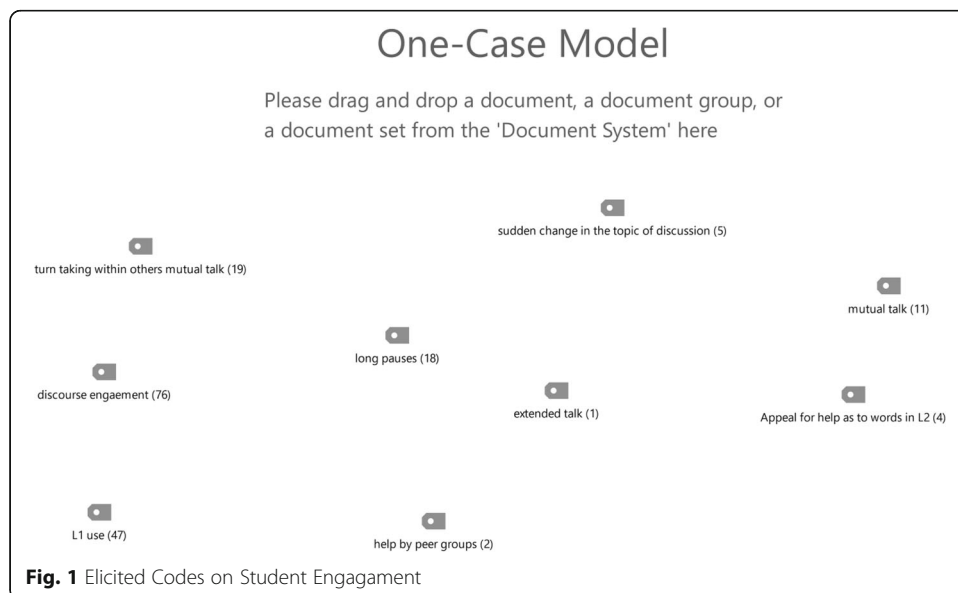 One-Case Model
Please drag and drop a document, a document group, or
a document set from the 'Document System' here
sudden change in the topic of discussion (5)
turn taking within others mutual talk (19)
mutual talk (11)
long pauses (18)
discourse engaement (76)
extended talk (1)
Appeal for help as to words in L2 (4)
L1 use (47)
help by peer groups (2)
Fig. 1 Elicited Codes on Student Engagament